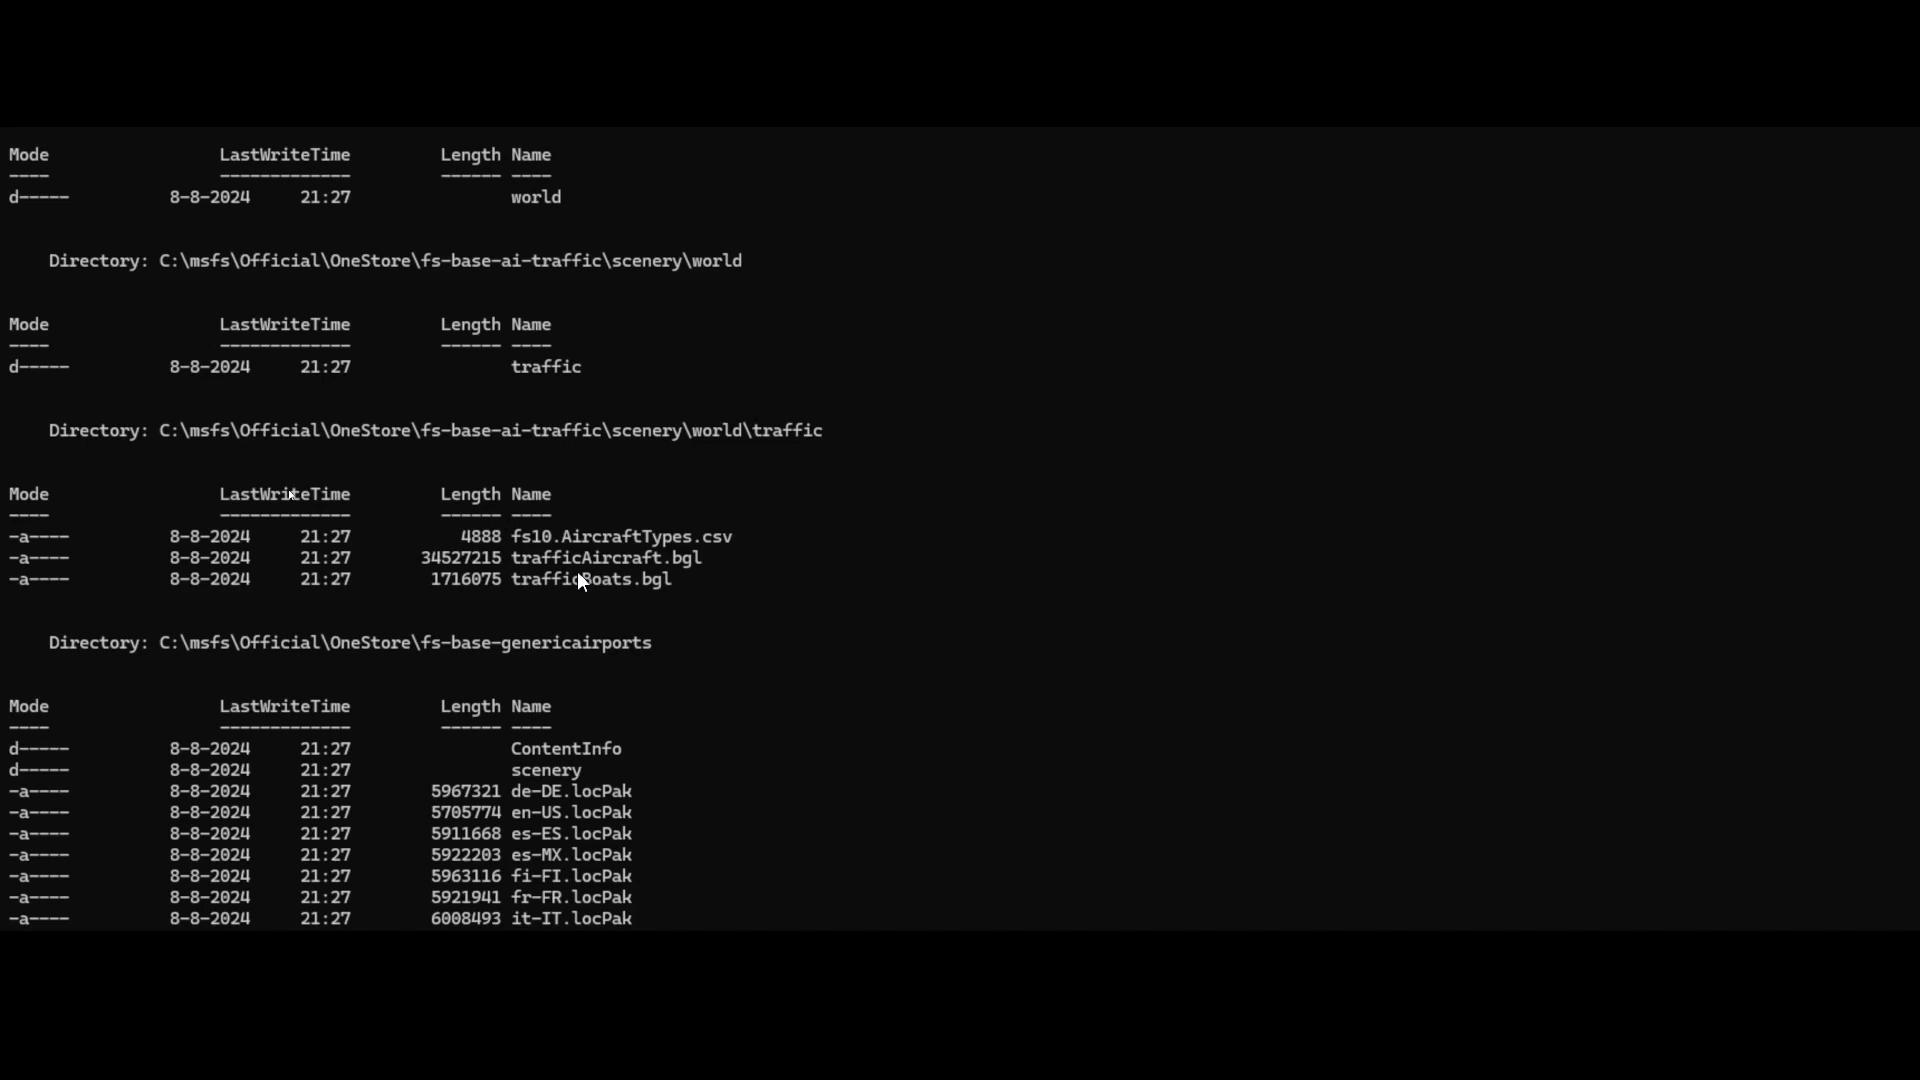 Mode                 LastWriteTime         Length Name
----                 -------------         ------ ----
d-----          8-8-2024     21:27                world
Directory: C:\msfs\Official\OneStore\fs-base-ai-traffic\scenery\world
Mode                 LastWriteTime         Length Name
----                 -------------         ------ ----
d-----          8-8-2024     21:27                traffic
Directory: C:\msfs\Official\OneStore\fs-base-ai-traffic\scenery\world\traffic
Mode                 LastWriteTime         Length Name
----                 -------------         ------ ----
-a----          8-8-2024     21:27           4888 fs10.AircraftTypes.csv
-a----          8-8-2024     21:27       34527215 trafficAircraft.bgl
-a----          8-8-2024     21:27        1716075 trafficBoats.bgl
Directory: C:\msfs\Official\OneStore\fs-base-genericairports
Mode                 LastWriteTime         Length Name
----                 -------------         ------ ----
d-----          8-8-2024     21:27                ContentInfo
d-----          8-8-2024     21:27                scenery
-a----          8-8-2024     21:27        5967321 de-DE.locPak
-a----          8-8-2024     21:27        5705774 en-US.locPak
-a----          8-8-2024     21:27        5911668 es-ES.locPak
-a----          8-8-2024     21:27        5922203 es-MX.locPak
-a----          8-8-2024     21:27        5963116 fi-FI.locPak
-a----          8-8-2024     21:27        5921941 fr-FR.locPak
-a----          8-8-2024     21:27        6008493 it-IT.locPak